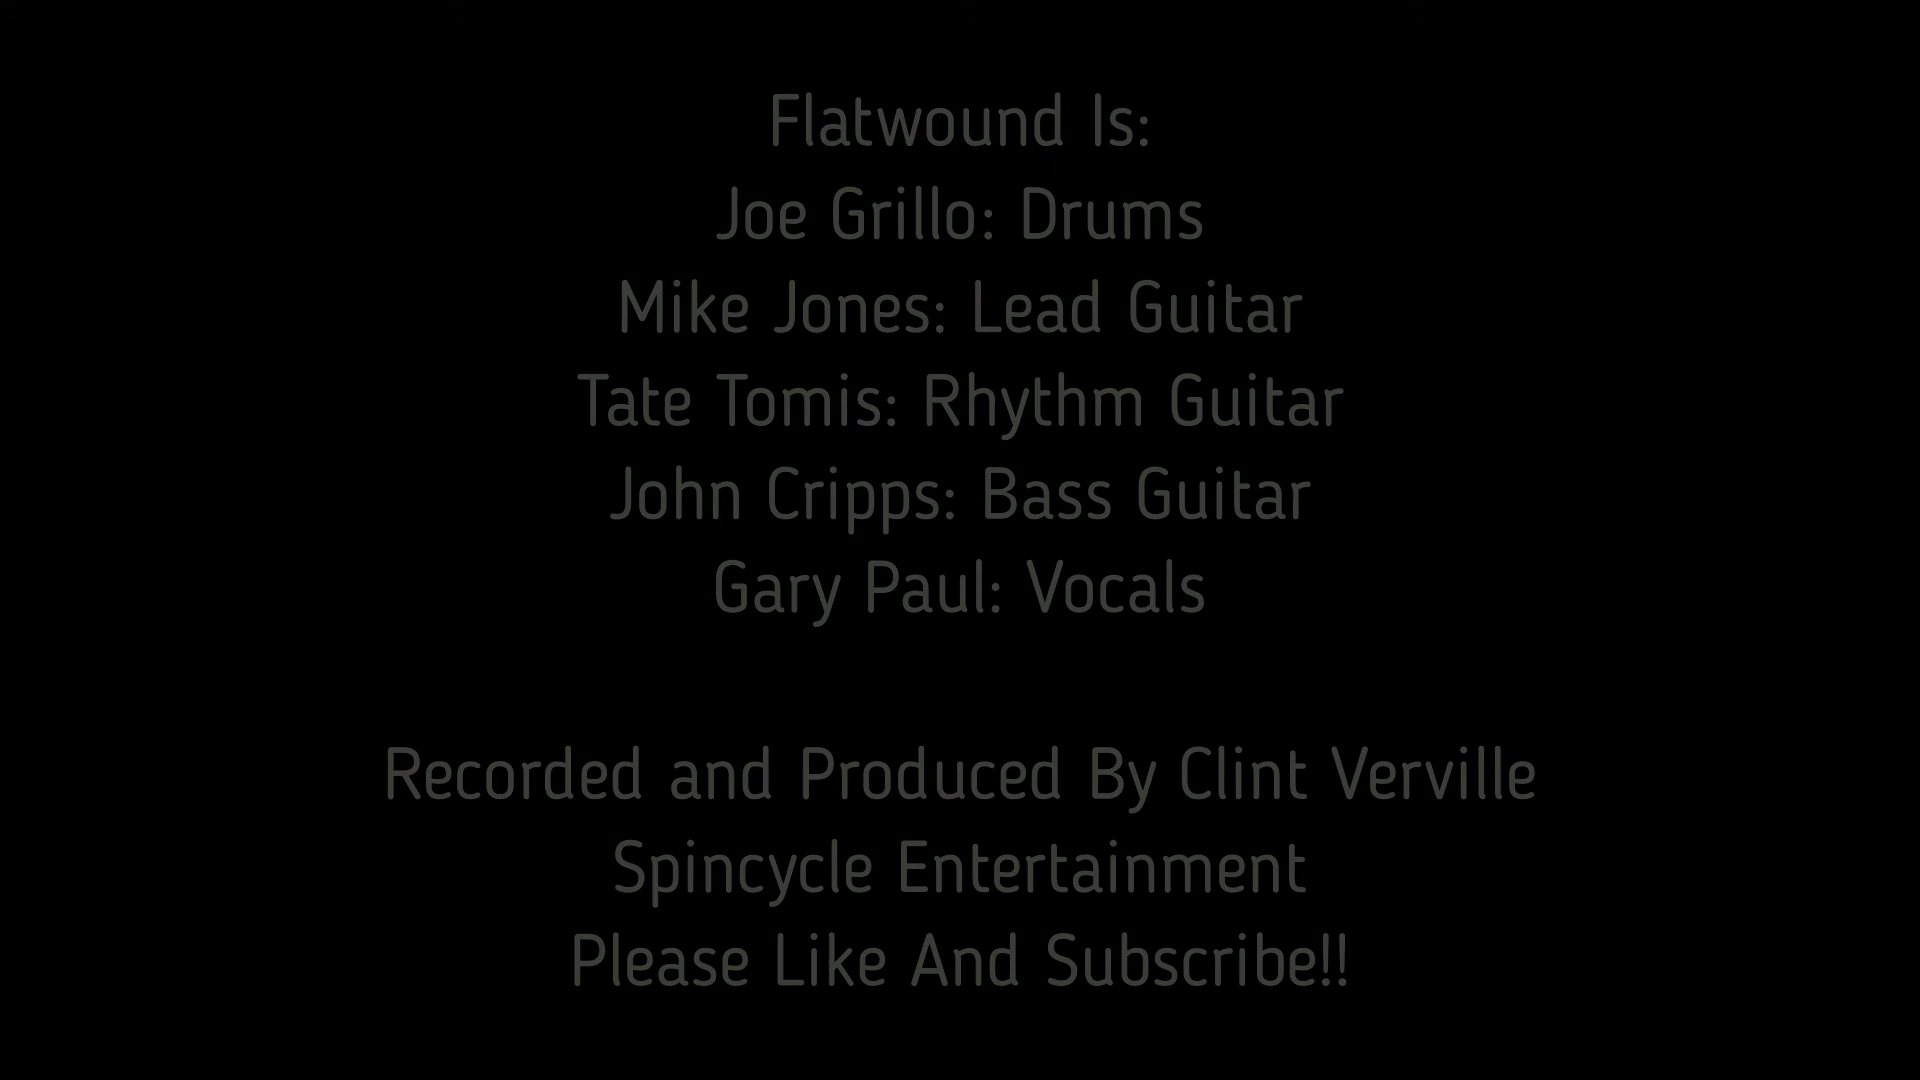 Flatwound Is:
Joe Grillo: Drums
Mike Jones: Lead Guitar
Tate Tomis: Rhythm Guitar
John Cripps: Bass Guitar
Gary Paul: Vocals
Recorded and Produced By Clint Verville
Spincycle Entertainment
Please Like And Subscribe!!